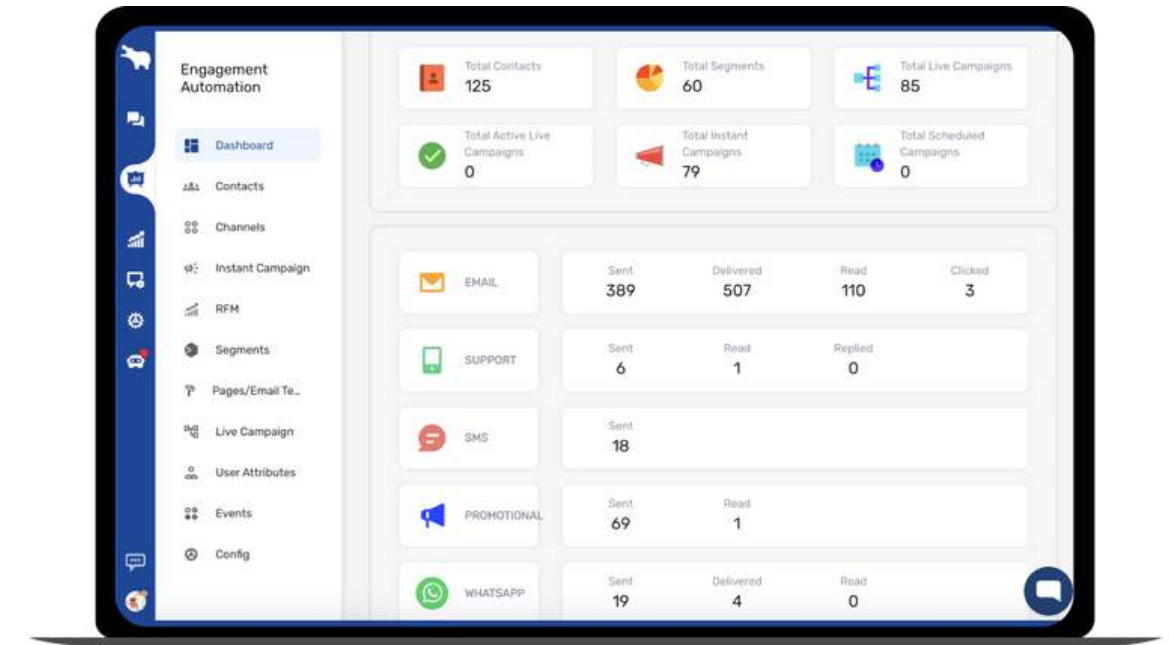 Engagement
Automation
Dashboard
Contacts
Channels
Instant Campaign
RFM
Segments
Pages/Email Te...
Live Campaign
User Attributes
Events
Config
Total Contacts
125
Total Segments
60
Total Live Campaigns
85
Total Active Live
Campaigns
0
Total Instant
Campaigns
79
Total Scheduled
Campaigns
0
EMAIL
Sent Delivered Read Clicked
389 507 110 3
SUPPORT
Sent Read Replied
6 1 0
SMS
Sent
18
PROMOTIONAL
Sent Read
69 1
WHATSAPP
Sent Delivered Read
19 4 0